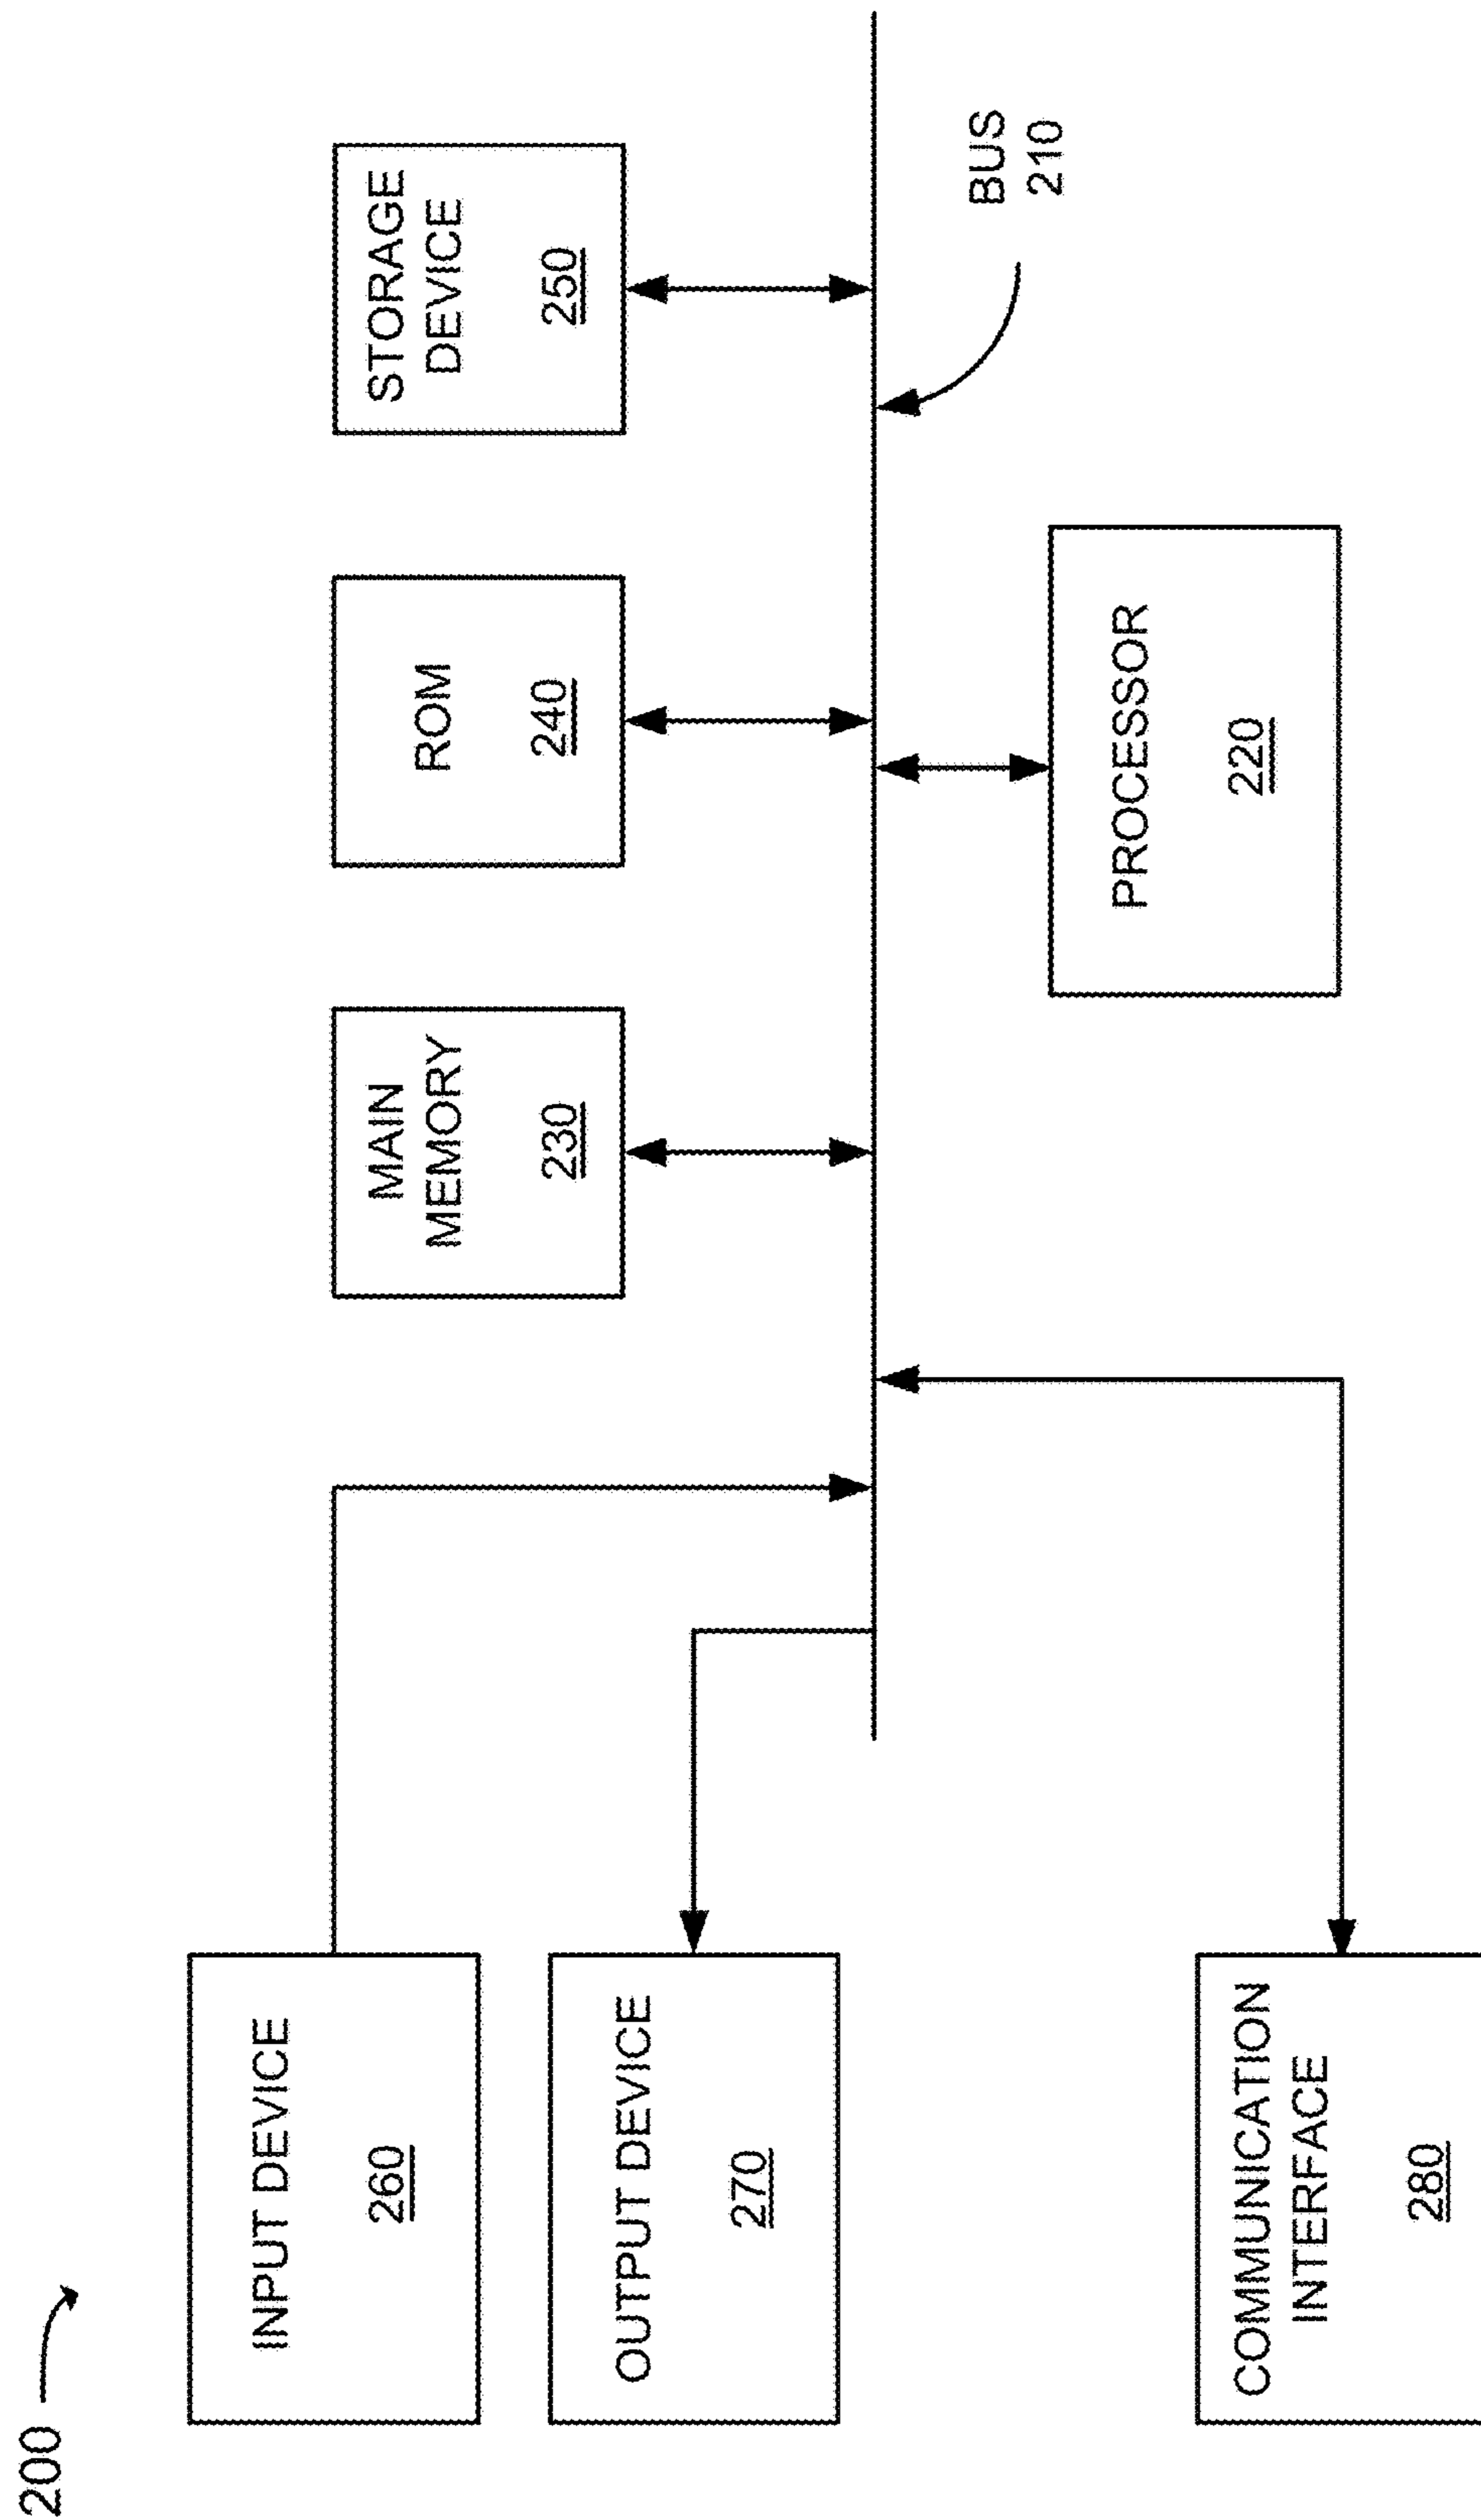 200
INPUT DEVICE
260
OUTPUT DEVICE
270
COMMUNICATION
INTERFACE
280
MAIN
MEMORY
230
ROM
240
STORAGE
DEVICE
250
PROCESSOR
220
BUS
210